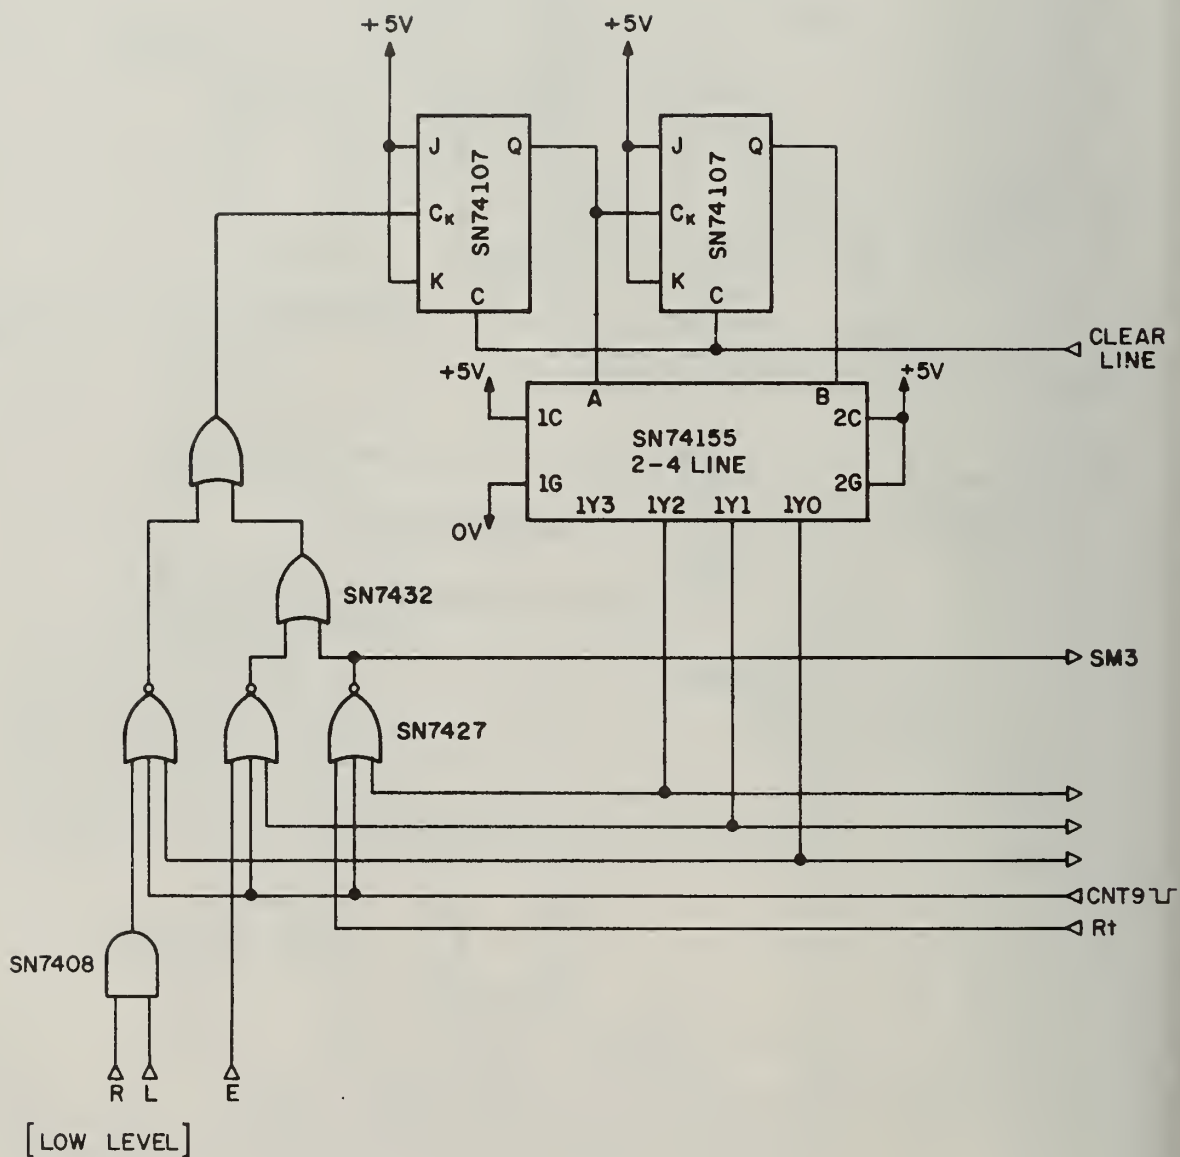 +5V +5V
J Q J Q
SN74107 SN74107
CK CK
K K
C C
CLEAR
LINE
+5V +5V
A B
1C 2C
SN74155
2-4 LINE
1G 2G
1Y3 1Y2 1Y1 1Y0
0V
SN7432
SM3
SN7427
CNT9
Rt
SN7408
R L E
[LOW LEVEL]